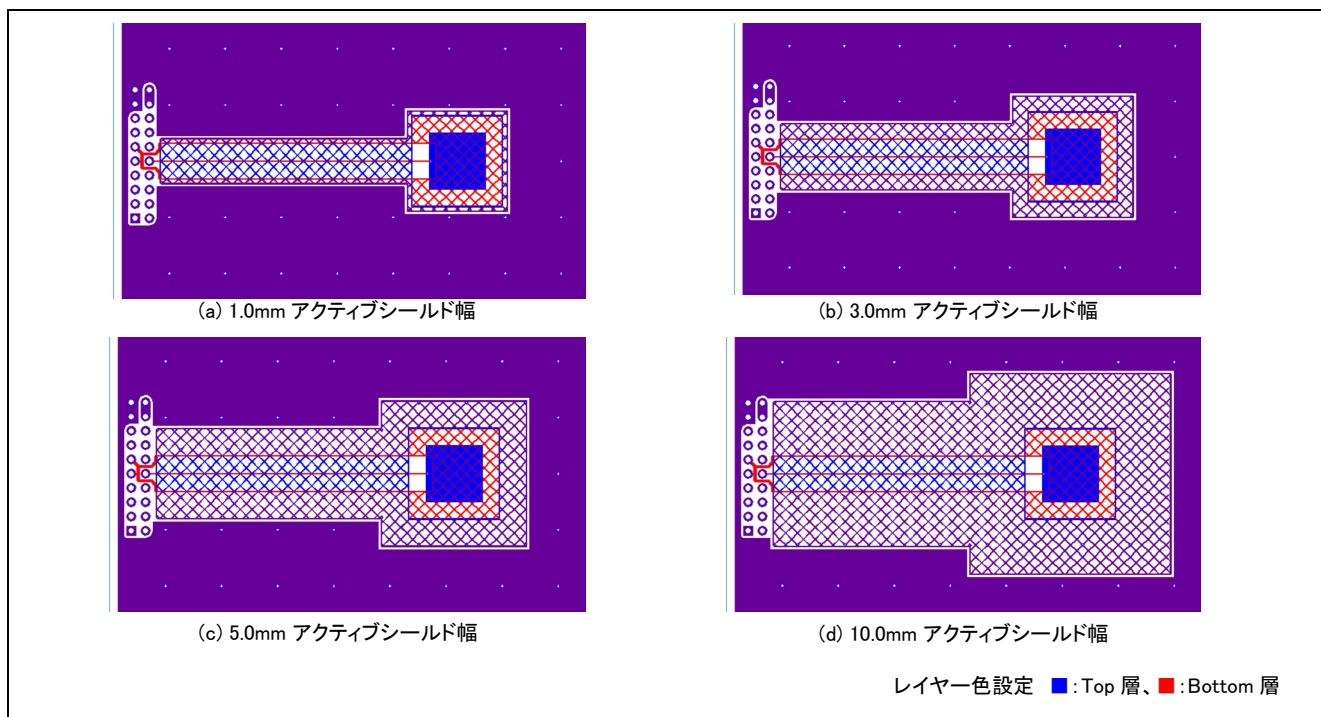 (a) 1.0mm アクティブシールド幅
(b) 3.0mm アクティブシールド幅
(c) 5.0mm アクティブシールド幅
(d) 10.0mm アクティブシールド幅
レイヤー色設定 ■:Top 層、■:Bottom 層